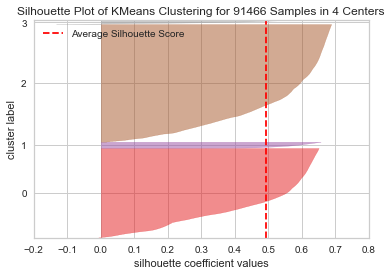 Silhouette Plot of KMeans Clustering for 91466 Samples in 4 Centers
Average Silhouette Score
cluster label
3
2
1
0
-0.2 -0.1 0.0 0.1 0.2 0.3 0.4 0.5 0.6 0.7 0.8
silhouette coefficient values